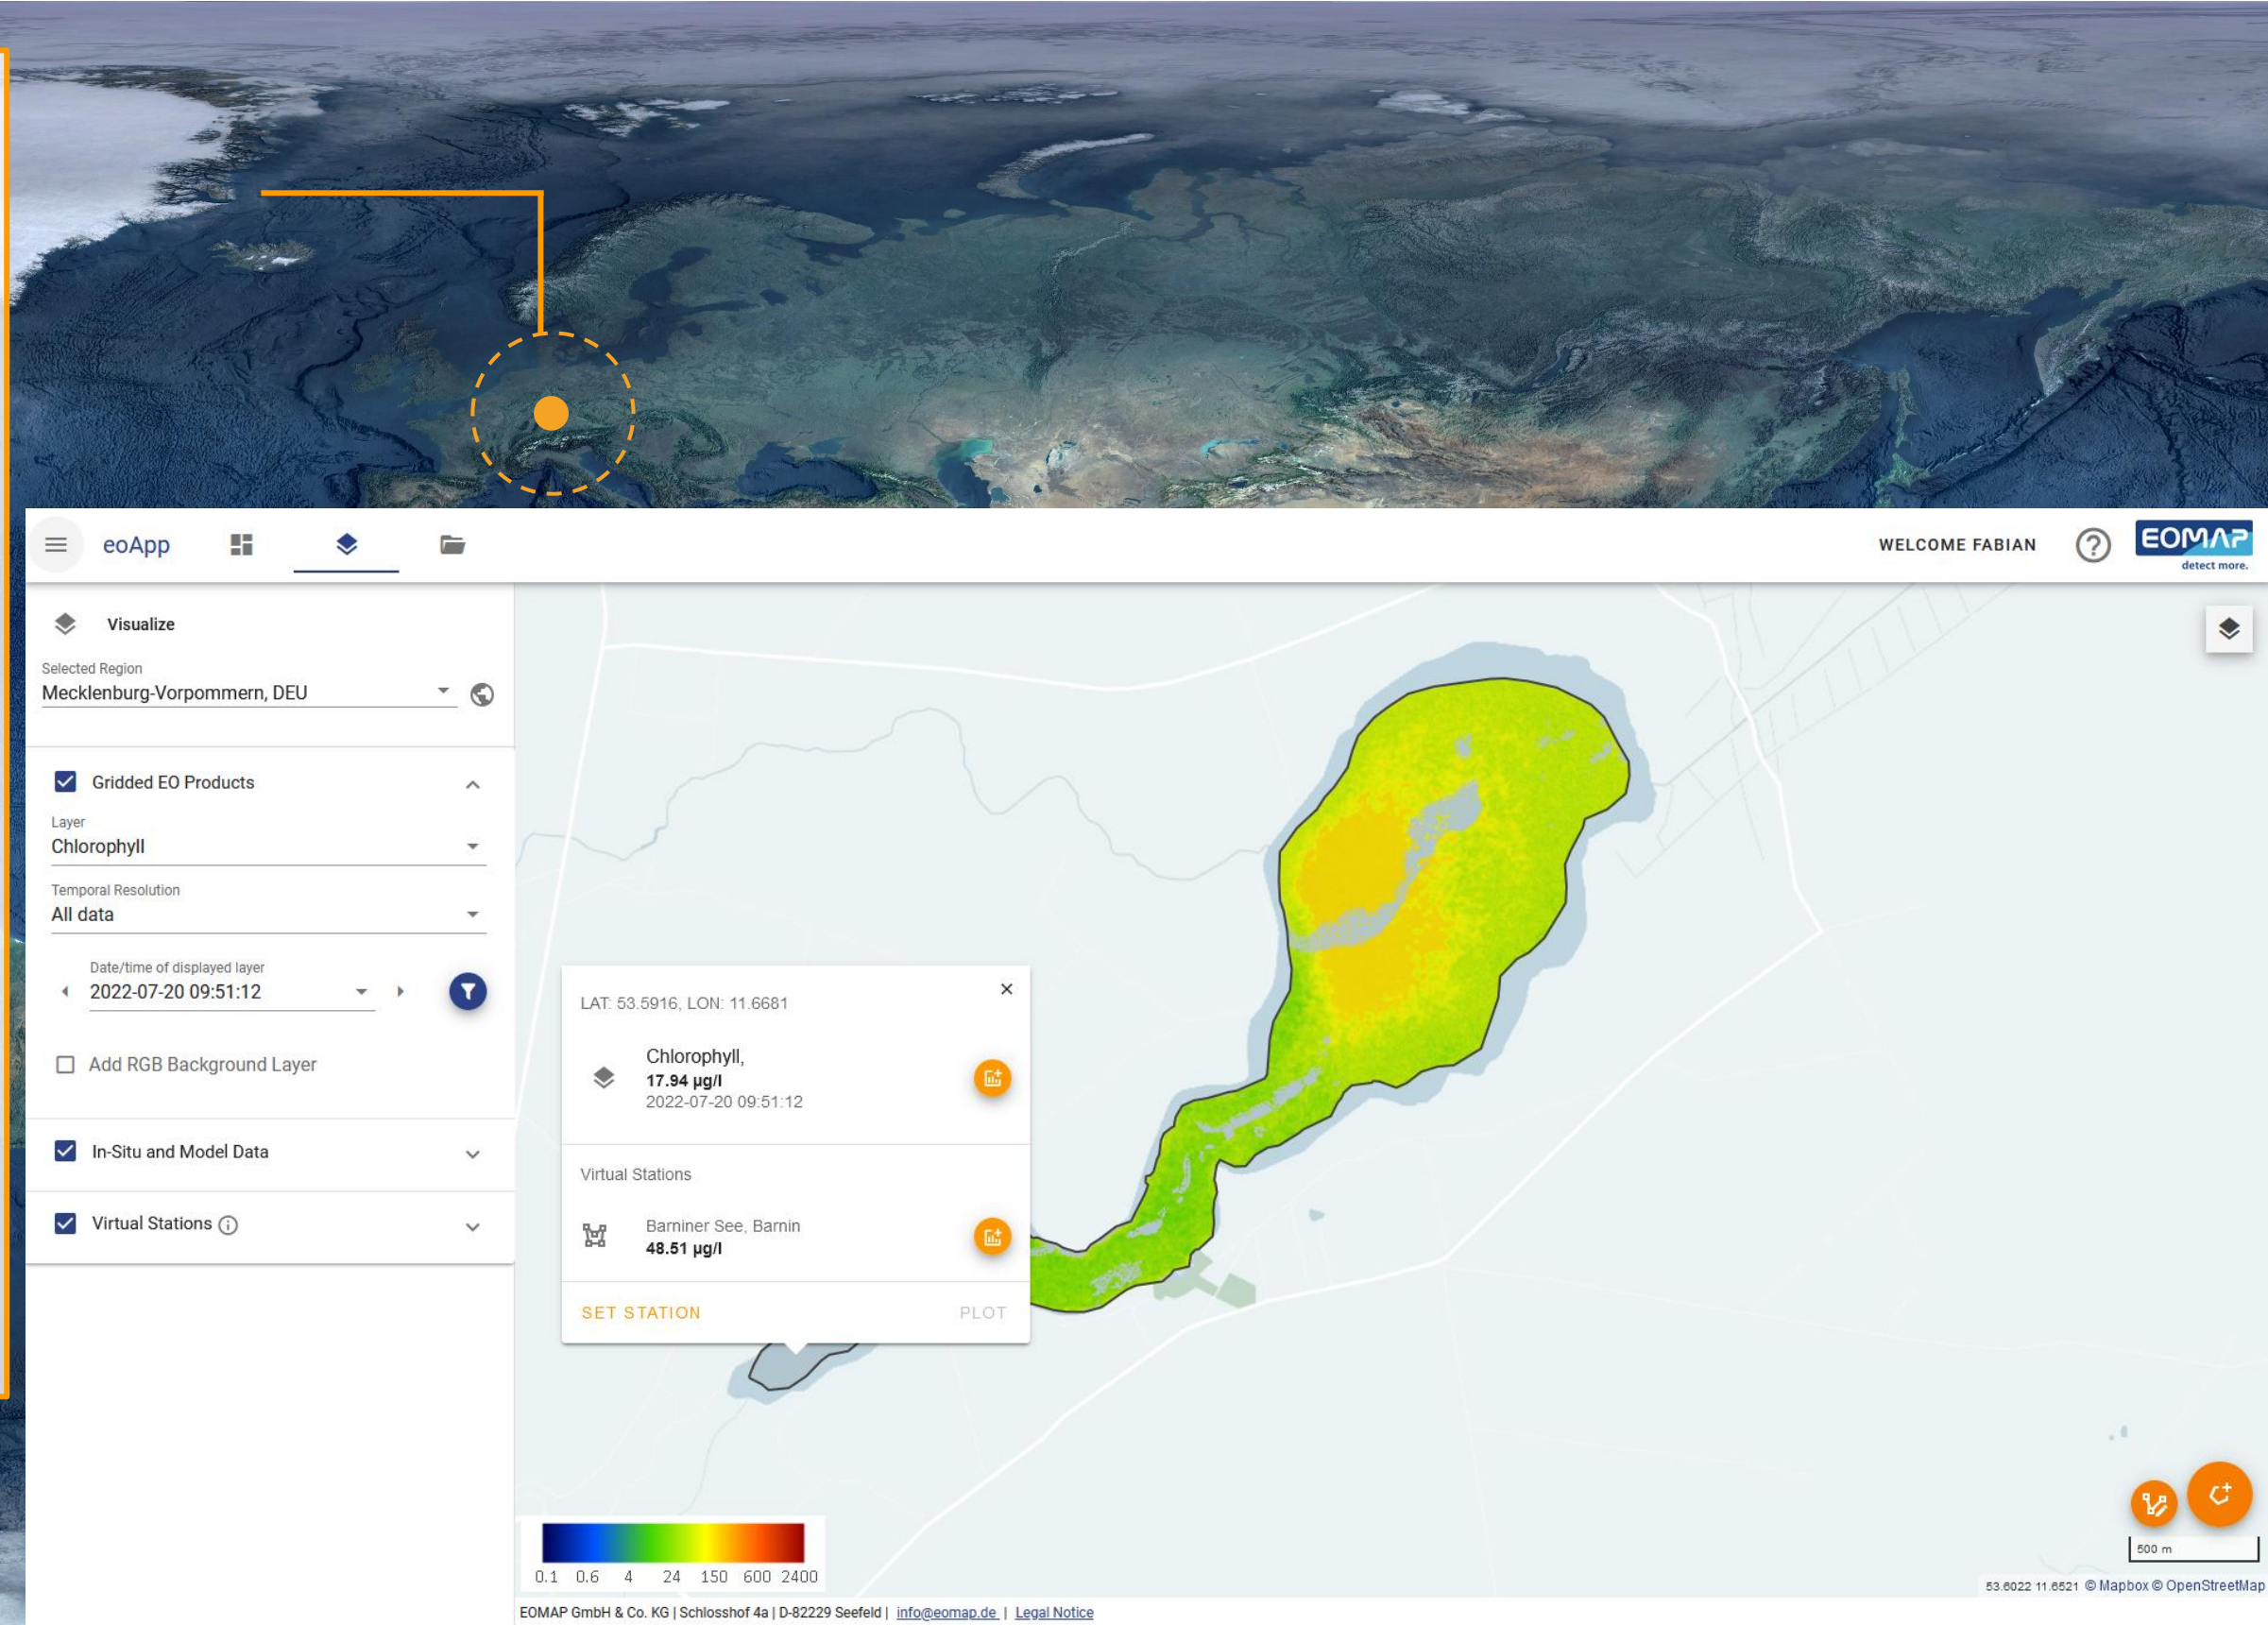 eoApp
WELCOME FABIAN
?
EOMAP
detect more.
Visualize
Selected Region
Mecklenburg-Vorpommern, DEU
Gridded EO Products
Layer
Chlorophyll
Temporal Resolution
All data
Date/time of displayed layer
2022-07-20 09:51:12
Add RGB Background Layer
In-Situ and Model Data
Virtual Stations
LAT: 53.5916, LON: 11.6681
Chlorophyll,
17.94 µg/l
2022-07-20 09:51:12
Virtual Stations
Barniner See, Barnin
48.51 µg/l
SET STATION PLOT
0.1 0.6 4 24 150 600 2400
500 m
53.6022 11.6521 © Mapbox © OpenStreetMap
EOMAP GmbH & Co. KG | Schlosshof 4a | D-82229 Seefeld | info@eomap.de | Legal Notice